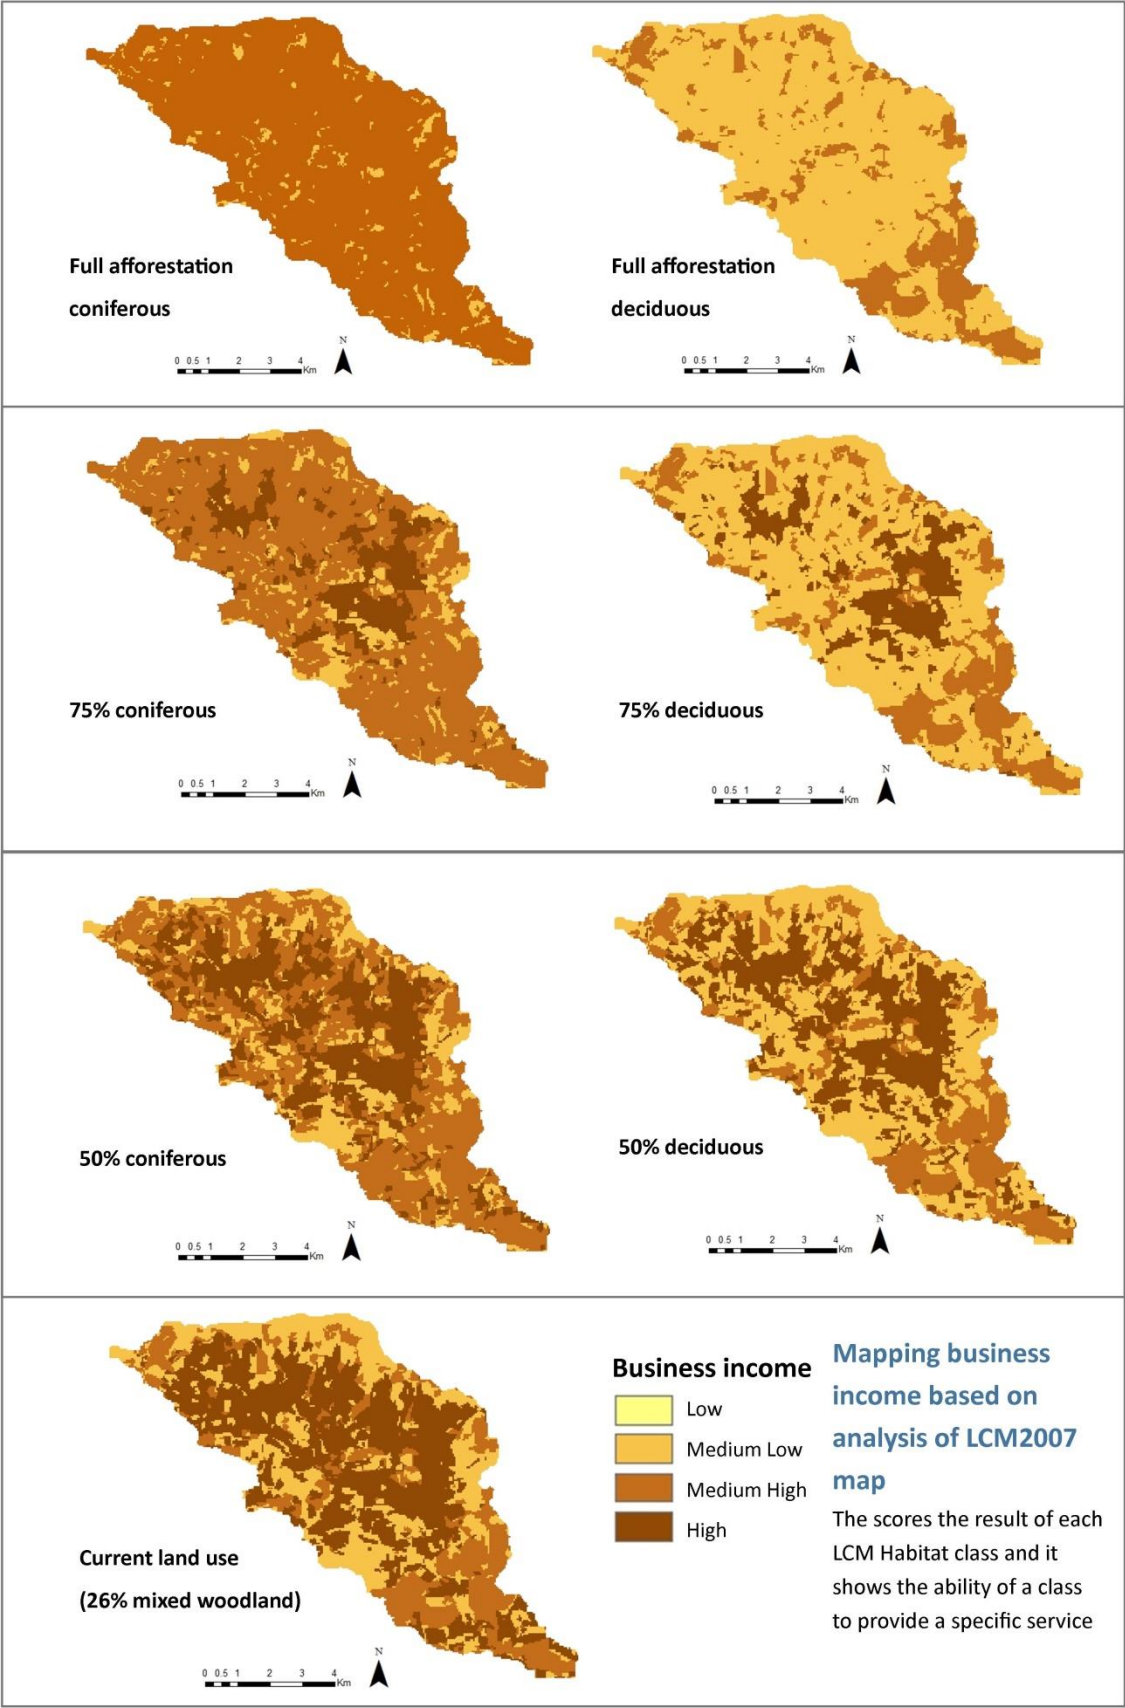 Full afforestation
coniferous
N
0 0.5 1 2 3 4
Km
Full afforestation
deciduous
N
0 0.5 1 2 3 4
Km
75% coniferous
N
0 0.5 1 2 3 4
Km
75% deciduous
N
0 0.5 1 2 3 4
Km
50% coniferous
N
0 0.5 1 2 3 4
Km
50% deciduous
N
0 0.5 1 2 3 4
Km
Current land use
(26% mixed woodland)
N
0 0.5 1 2 3 4
Km
Business income
Low
Medium Low
Medium High
High
Mapping business
income based on
analysis of LCM2007
map
The scores the result of each
LCM Habitat class and it
shows the ability of a class
to provide a specific service